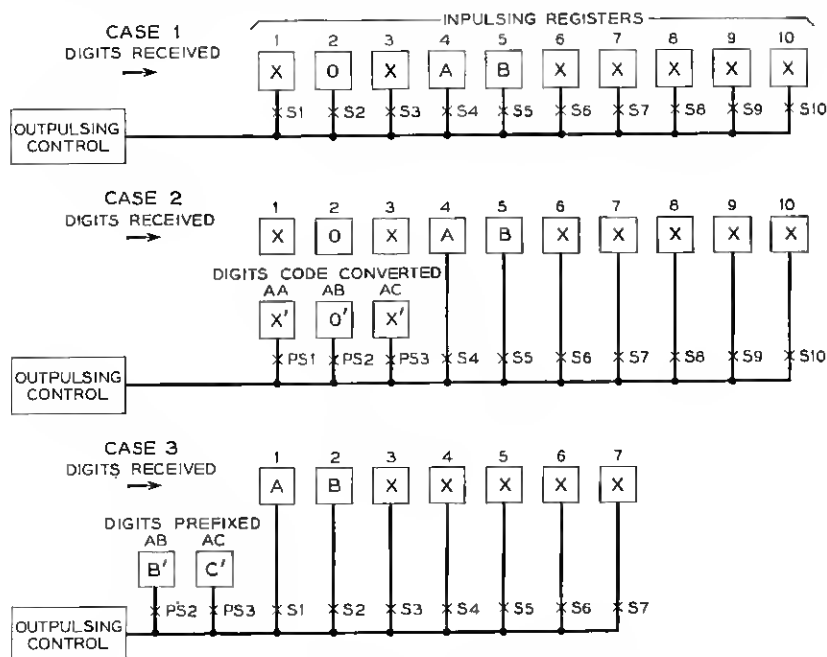 CASE 1
INPULSING REGISTERS
DIGITS RECEIVED
1 2 3 4 5 6 7 8 9 10
X O X A B X X X X X
S1 S2 S3 S4 S5 S6 S7 S8 S9 S10
OUTPULSING
CONTROL
CASE 2
DIGITS RECEIVED
1 2 3 4 5 6 7 8 9 10
X O X A B X X X X X
DIGITS CODE CONVERTED
AA AB AC
X' O' X'
PS1 PS2 PS3 S4 S5 S6 S7 S8 S9 S10
OUTPULSING
CONTROL
CASE 3
DIGITS RECEIVED
1 2 3 4 5 6 7
A B X X X X X
DIGITS PREFIXED
AB AC
B' C'
PS2 PS3 S1 S2 S3 S4 S5 S6 S7
OUTPULSING
CONTROL